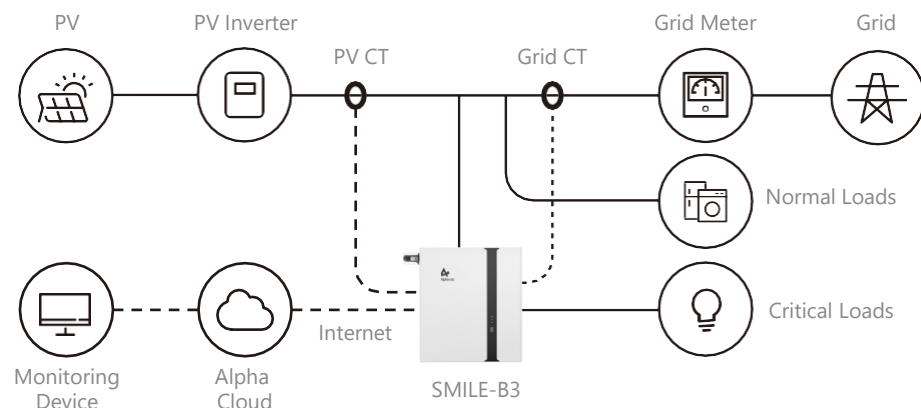 PV
PV Inverter
PV CT
Grid CT
Grid Meter
Grid
Normal Loads
Critical Loads
Internet
Monitoring
Device
Alpha
Cloud
SMILE-B3